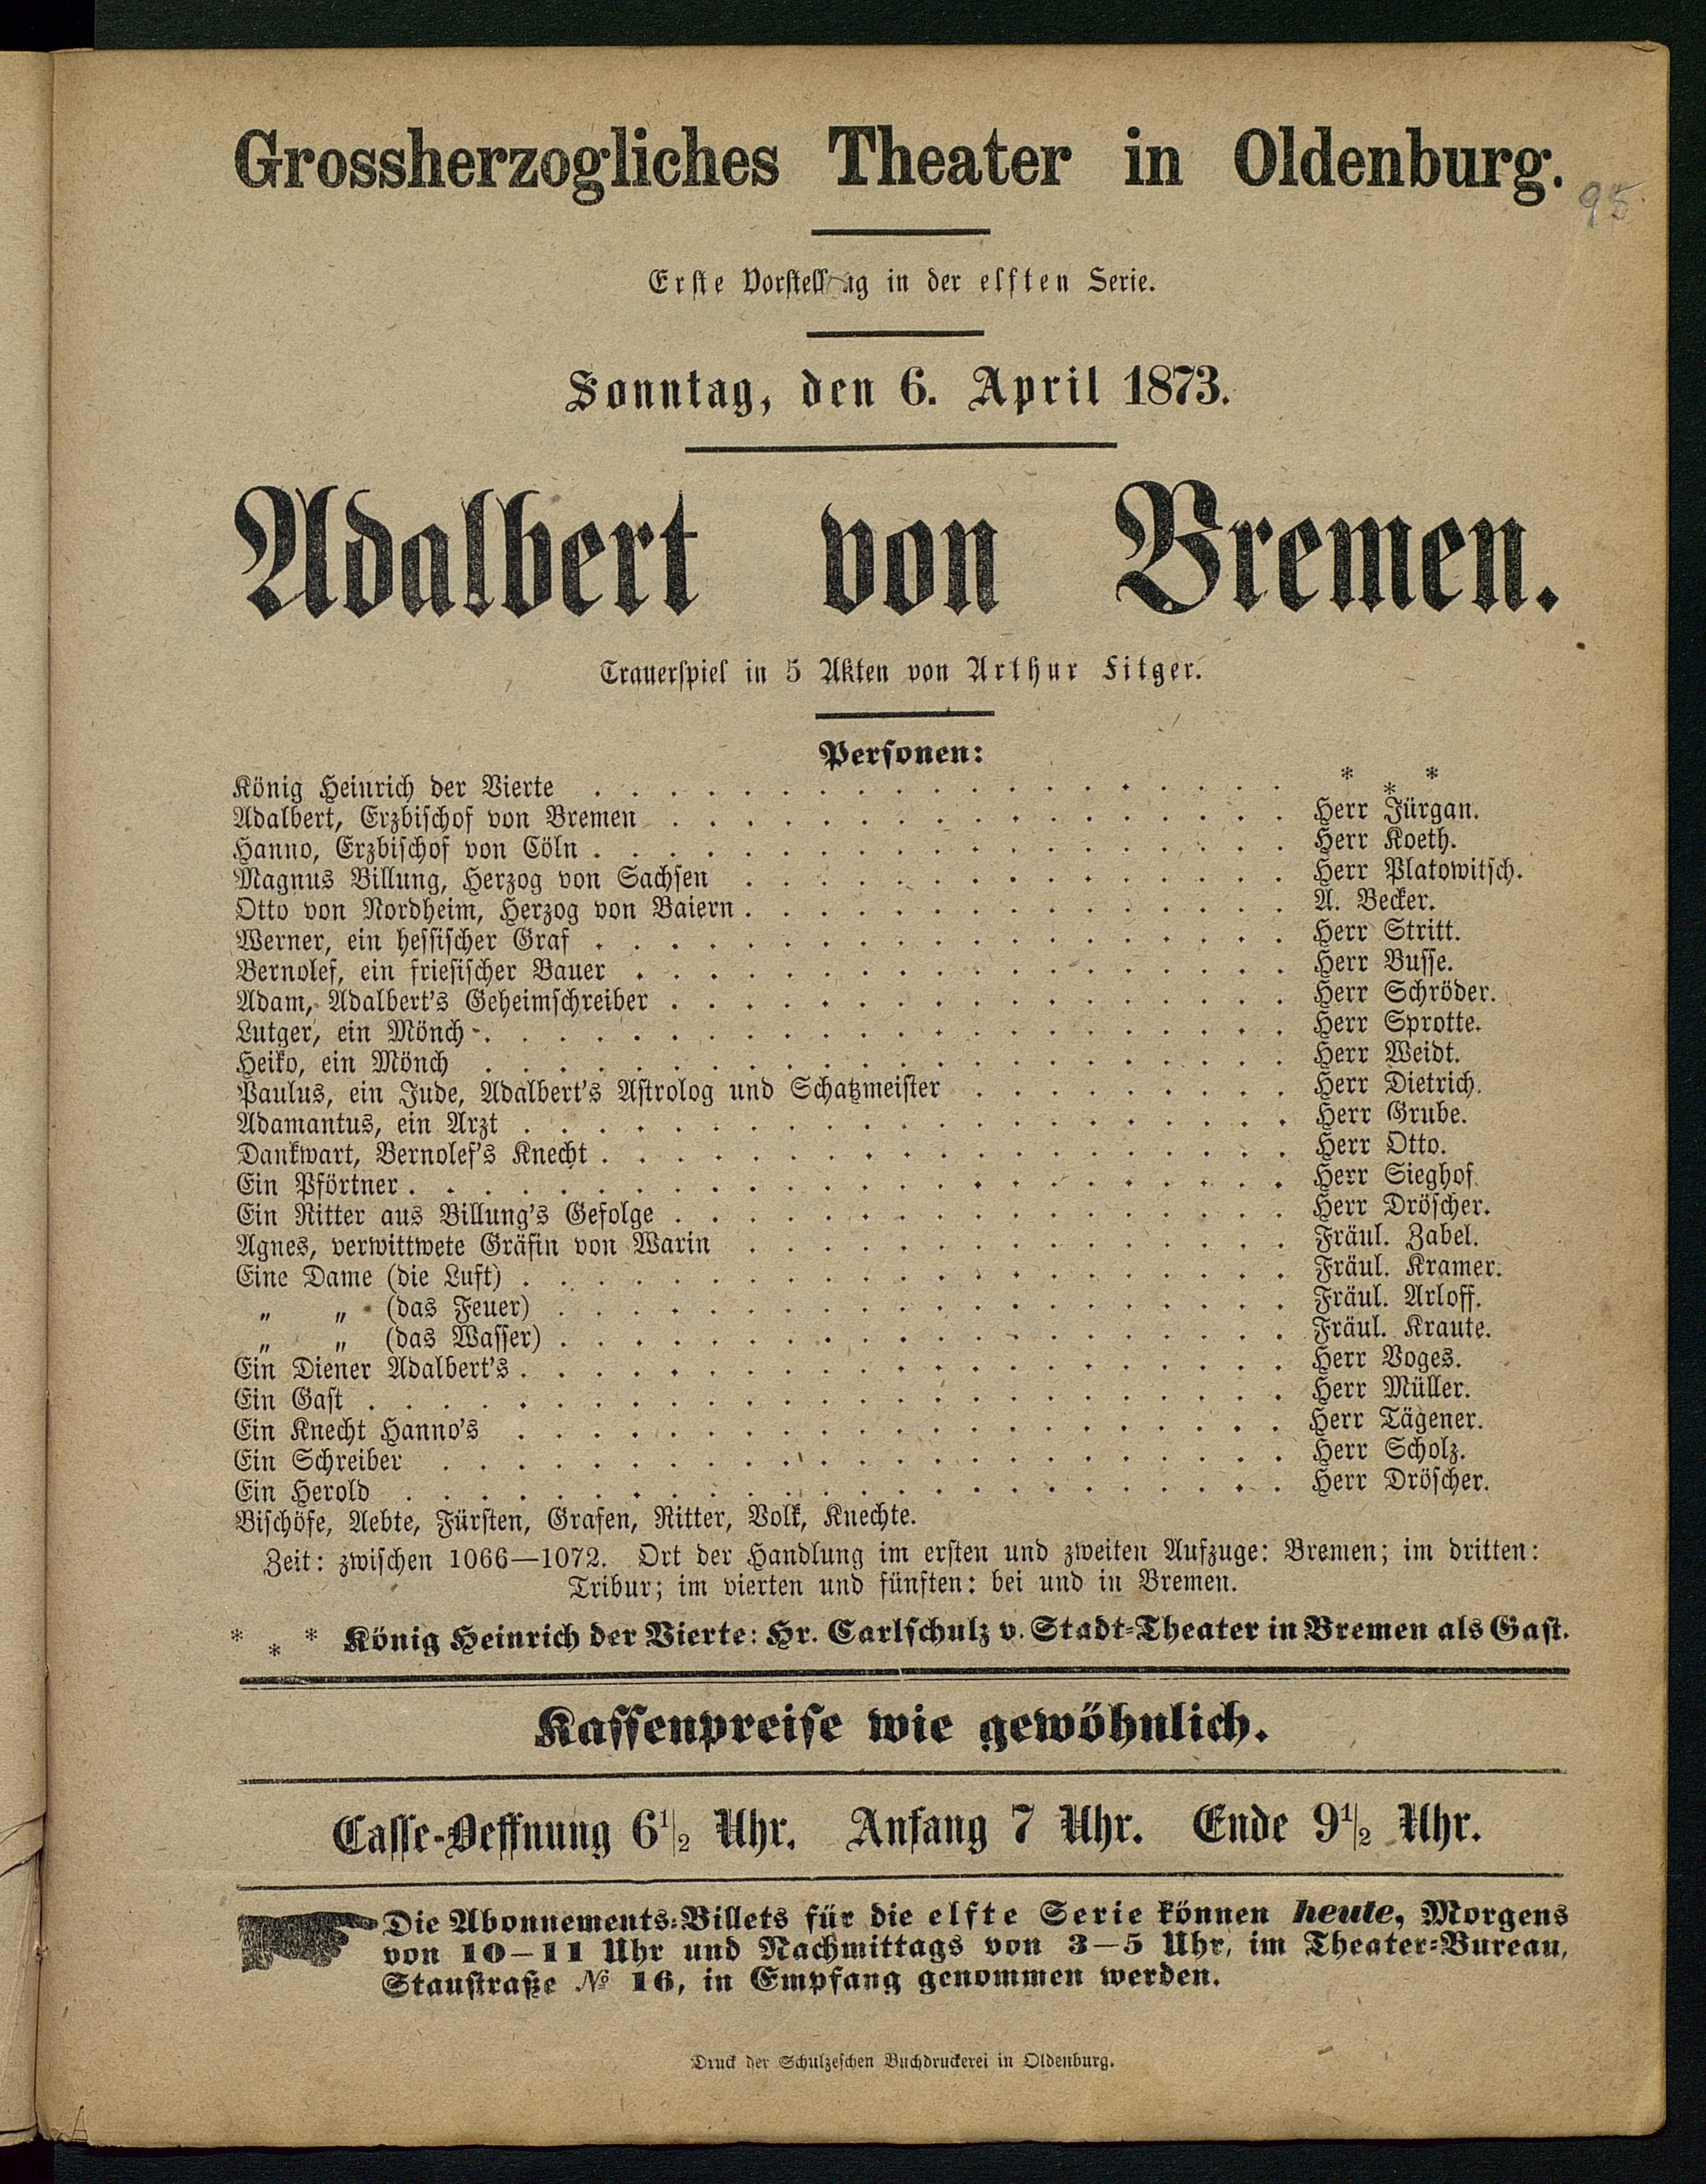 Grossherzogliches Theater in Oldenburg.
95
Erste Vorstellung in der elften Serie.
Sonntag, den 6. April 1873.
Adalbert von Bremen.
Trauerspiel in 5 Akten von Arthur Fitger.
Personen:
König Heinrich der Vierte . . . . . . . . . . . . . . . . . . . * * *
Adalbert, Erzbischof von Bremen . . . . . . . . . . . . . . . . . Herr Jürgan.
Hanno, Erzbischof von Cöln . . . . . . . . . . . . . . . . . . . Herr Koeth.
Magnus Billung, Herzog von Sachsen . . . . . . . . . . . . . . . Herr Platowitsch.
Otto von Nordheim, Herzog von Baiern . . . . . . . . . . . . . . . A. Becker.
Werner, ein hessischer Graf . . . . . . . . . . . . . . . . . . . Herr Stritt.
Bernolef, ein friesischer Bauer . . . . . . . . . . . . . . . . . . Herr Busse.
Adam, Adalbert's Geheimschreiber . . . . . . . . . . . . . . . . . Herr Schröder.
Lutger, ein Mönch . . . . . . . . . . . . . . . . . . . . . . Herr Sprotte.
Heiko, ein Mönch . . . . . . . . . . . . . . . . . . . . . . Herr Weidt.
Paulus, ein Jude, Adalbert's Astrolog und Schatzmeister . . . . . . . . . Herr Dietrich.
Adamantus, ein Arzt . . . . . . . . . . . . . . . . . . . . . Herr Grube.
Dankwart, Bernolef's Knecht . . . . . . . . . . . . . . . . . . . Herr Otto.
Ein Pförtner . . . . . . . . . . . . . . . . . . . . . . . . Herr Sieghof.
Ein Ritter aus Billung's Gefolge . . . . . . . . . . . . . . . . . Herr Dröscher.
Agnes, verwittwete Gräfin von Warin . . . . . . . . . . . . . . . Fräul. Zabel.
Eine Dame (die Luft) . . . . . . . . . . . . . . . . . . . . . Fräul. Kramer.
„ „ (das Feuer) . . . . . . . . . . . . . . . . . . . . Fräul. Arloff.
„ „ (das Wasser) . . . . . . . . . . . . . . . . . . . . Fräul. Kraute.
Ein Diener Adalbert's . . . . . . . . . . . . . . . . . . . . . Herr Voges.
Ein Gast . . . . . . . . . . . . . . . . . . . . . . . . . Herr Müller.
Ein Knecht Hanno's . . . . . . . . . . . . . . . . . . . . . Herr Tägener.
Ein Schreiber . . . . . . . . . . . . . . . . . . . . . . . Herr Scholz.
Ein Herold . . . . . . . . . . . . . . . . . . . . . . . . Herr Dröscher.
Bischöfe, Aebte, Fürsten, Grafen, Ritter, Volk, Knechte.
Zeit: zwischen 1066—1072. Ort der Handlung im ersten und zweiten Aufzuge: Bremen; im dritten:
Tribur; im vierten und fünften: bei und in Bremen.
* * * König Heinrich der Vierte: Hr. Carlschulz v. Stadt-Theater in Bremen als Gast.
Kassenpreise wie gewöhnlich.
Casse-Oeffnung 6 1/2 Uhr. Anfang 7 Uhr. Ende 9 1/2 Uhr.
Die Abonnements-Billets für die elfte Serie können heute, Morgens
von 10—11 Uhr und Nachmittags von 3—5 Uhr, im Theater-Bureau,
Staustraße № 16, in Empfang genommen werden.
Druck der Schulzeschen Buchdruckerei in Oldenburg.